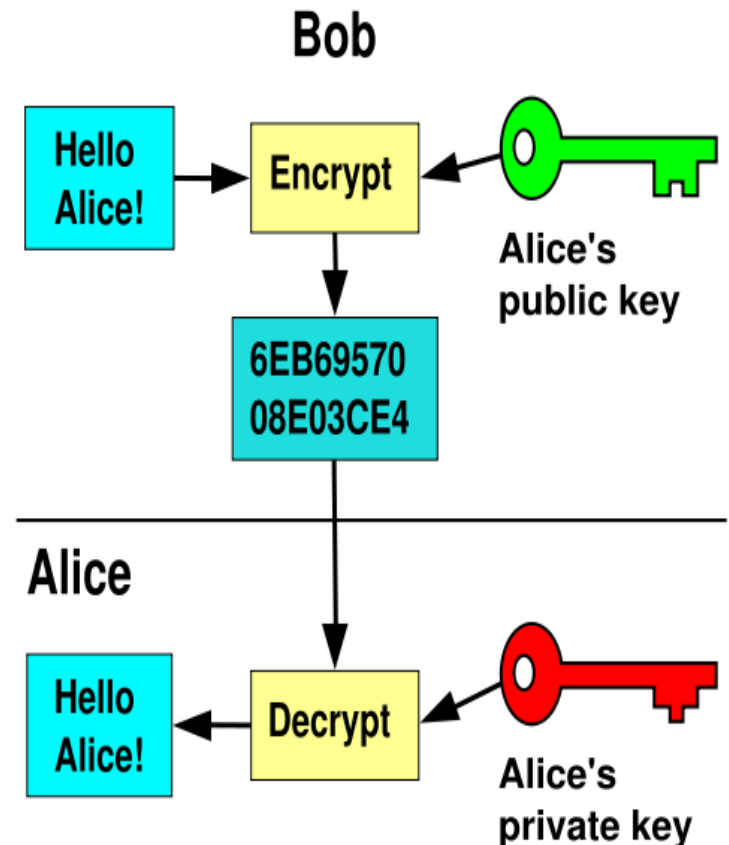 Bob
Hello
Alice!
Encrypt
Alice's
public key
6EB69570
08E03CE4
Alice
Hello
Alice!
Decrypt
Alice's
private key